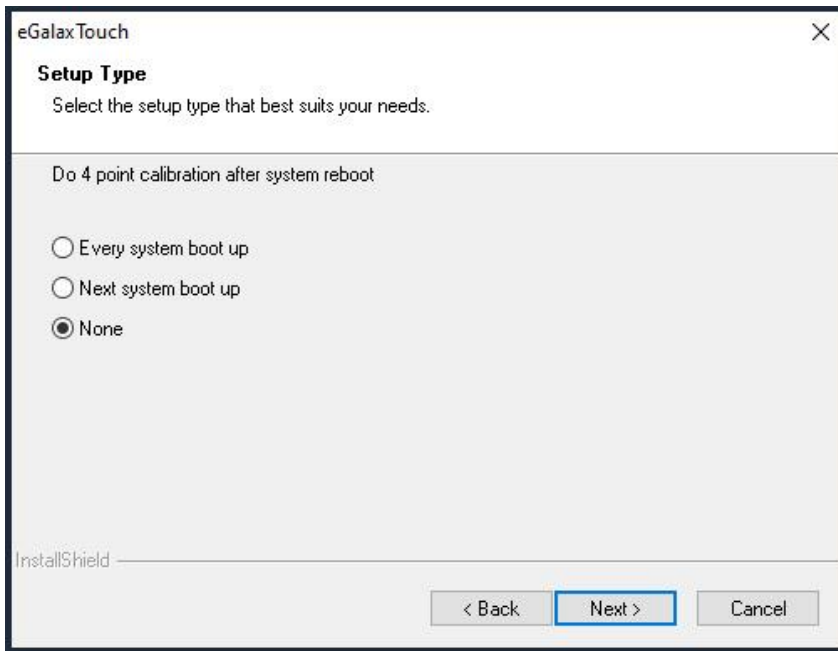 eGalaxTouch
Setup Type
Select the setup type that best suits your needs.
Do 4 point calibration after system reboot
Every system boot up
Next system boot up
None
InstallShield
< Back Next > Cancel